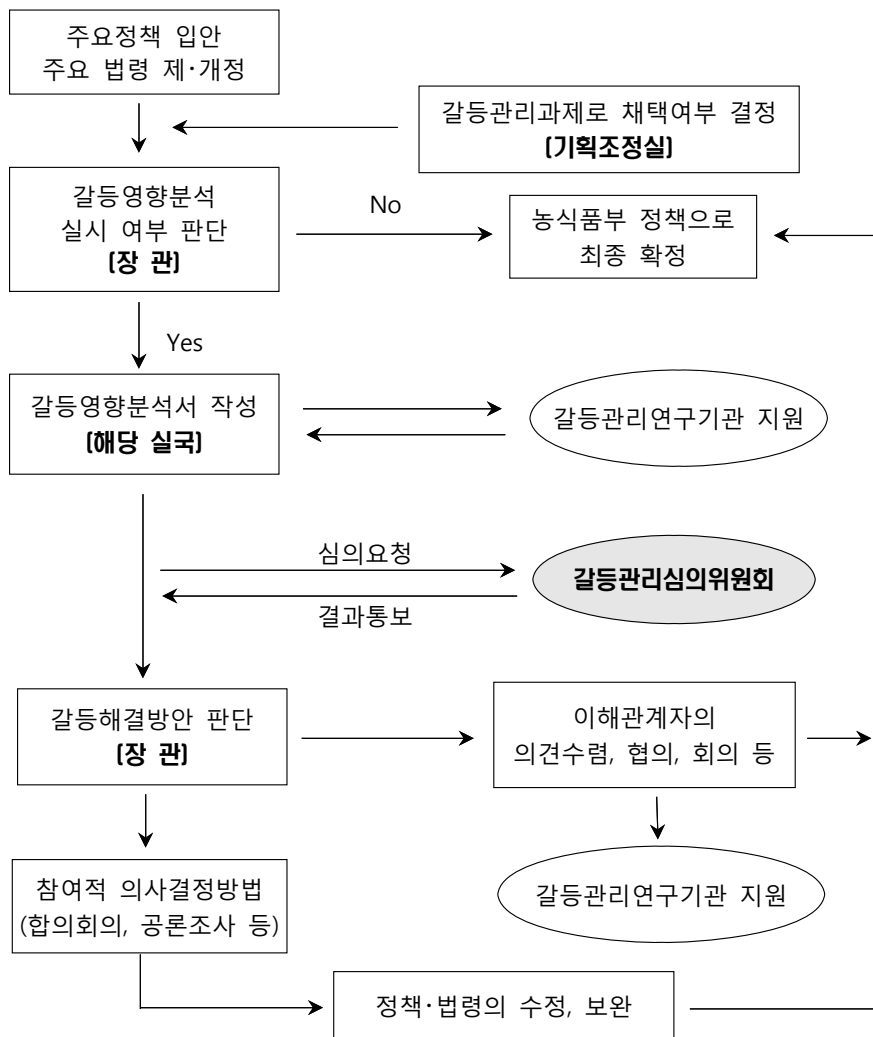 주요정책 입안
주요 법령 제·개정
갈등관리과제로 채택여부 결정
(기획조정실)
갈등영향분석
실시 여부 판단
(장 관)
No
농식품부 정책으로
최종 확정
Yes
갈등영향분석서 작성
(해당 실국)
갈등관리연구기관 지원
심의요청
갈등관리심의위원회
결과통보
갈등해결방안 판단
(장 관)
이해관계자의
의견수렴, 협의, 회의 등
참여적 의사결정방법
(합의회의, 공론조사 등)
갈등관리연구기관 지원
정책·법령의 수정, 보완